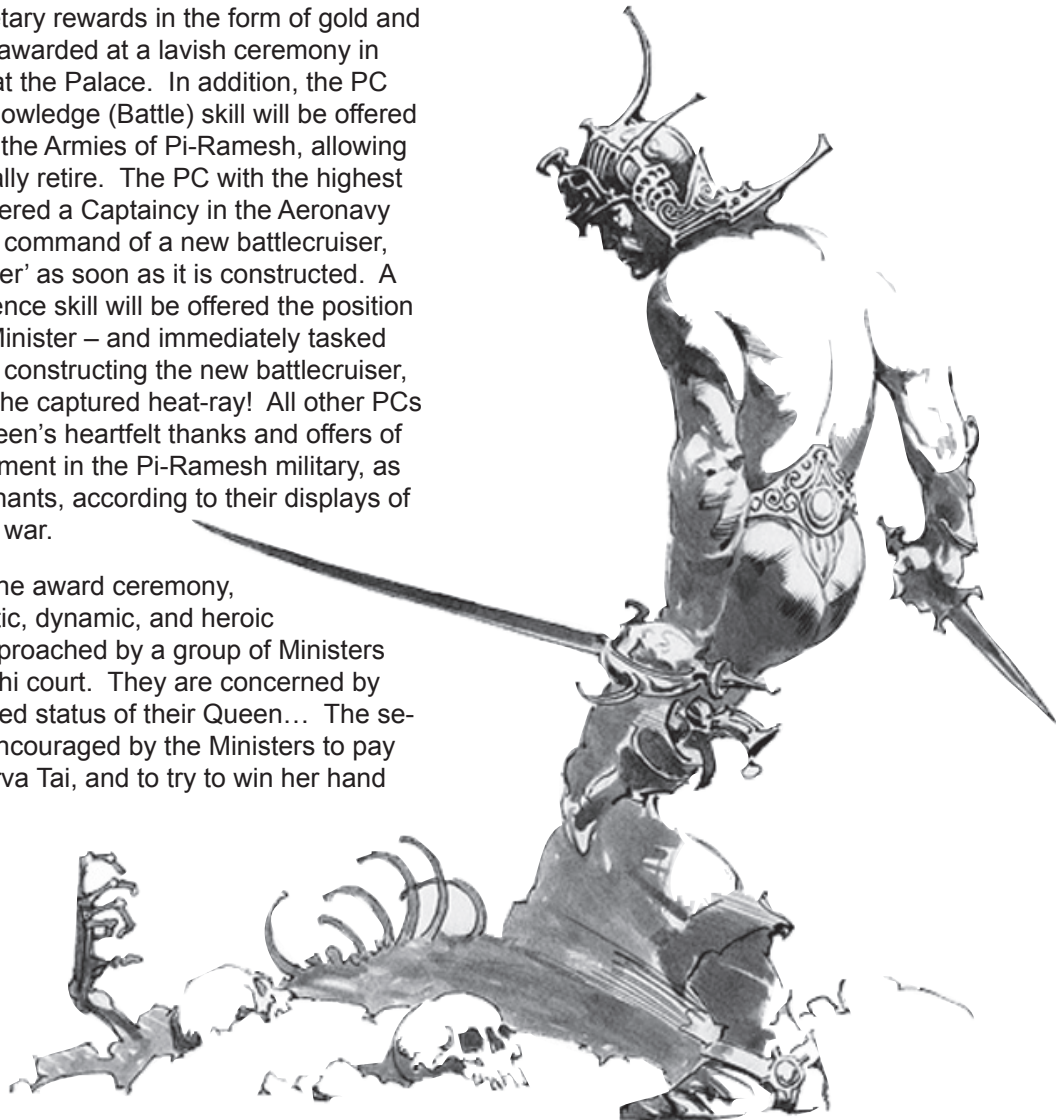 etary rewards in the form of gold and
awarded at a lavish ceremony in
at the Palace.  In addition, the PC
owledge (Battle) skill will be offered
the Armies of Pi-Ramesh, allowing
ally retire.  The PC with the highest
ered a Captaincy in the Aeronavy
command of a new battlecruiser,
er’ as soon as it is constructed.  A
ence skill will be offered the position
Minister – and immediately tasked
constructing the new battlecruiser,
he captured heat-ray!  All other PCs
een’s heartfelt thanks and offers of
ment in the Pi-Ramesh military, as
hants, according to their displays of
war.
he award ceremony,
tic, dynamic, and heroic
proached by a group of Ministers
hi court.  They are concerned by
ed status of their Queen… The se-
ncouraged by the Ministers to pay
rva Tai, and to try to win her hand